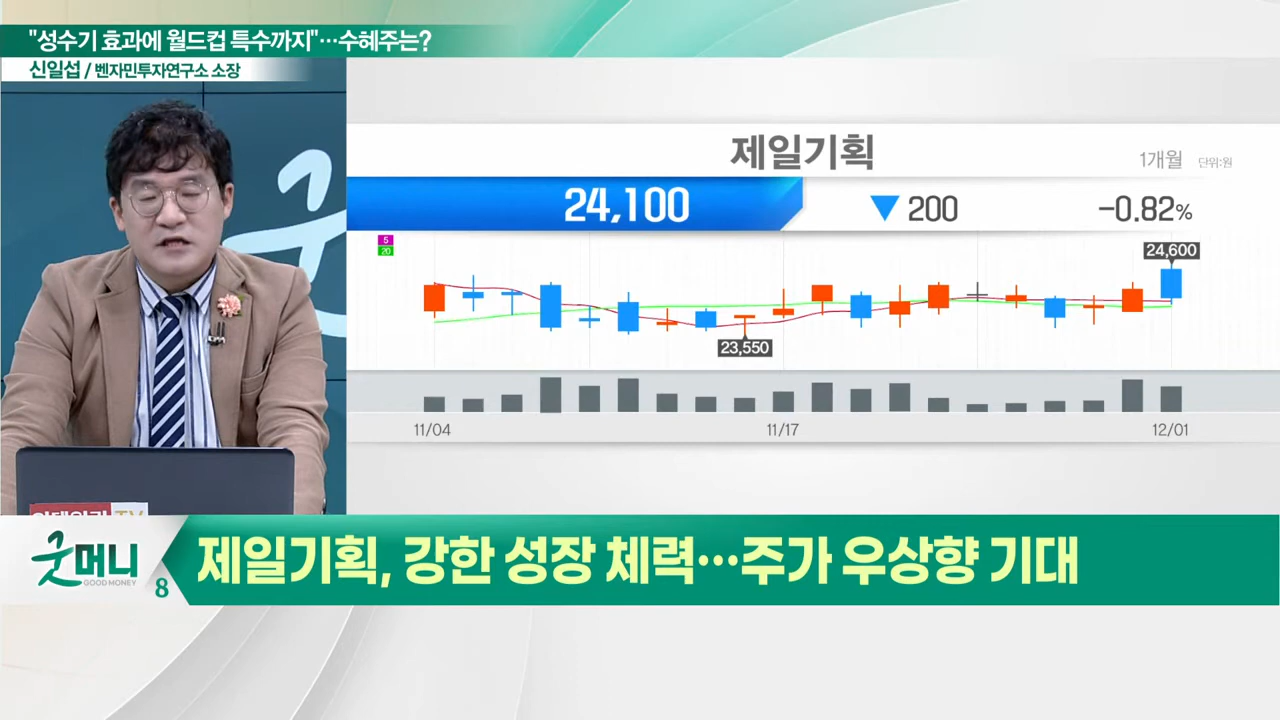 "성수기 효과에 월드컵 특수까지"…수혜주는?
신일섭 / 벤자민투자연구소 소장
제일기획
1개월 단위:원
24,100 ▼ 200 -0.82%
5
20
24,600
23,550
11/04 11/17 12/01
굿머니
GOOD MONEY
8
제일기획, 강한 성장 체력…주가 우상향 기대